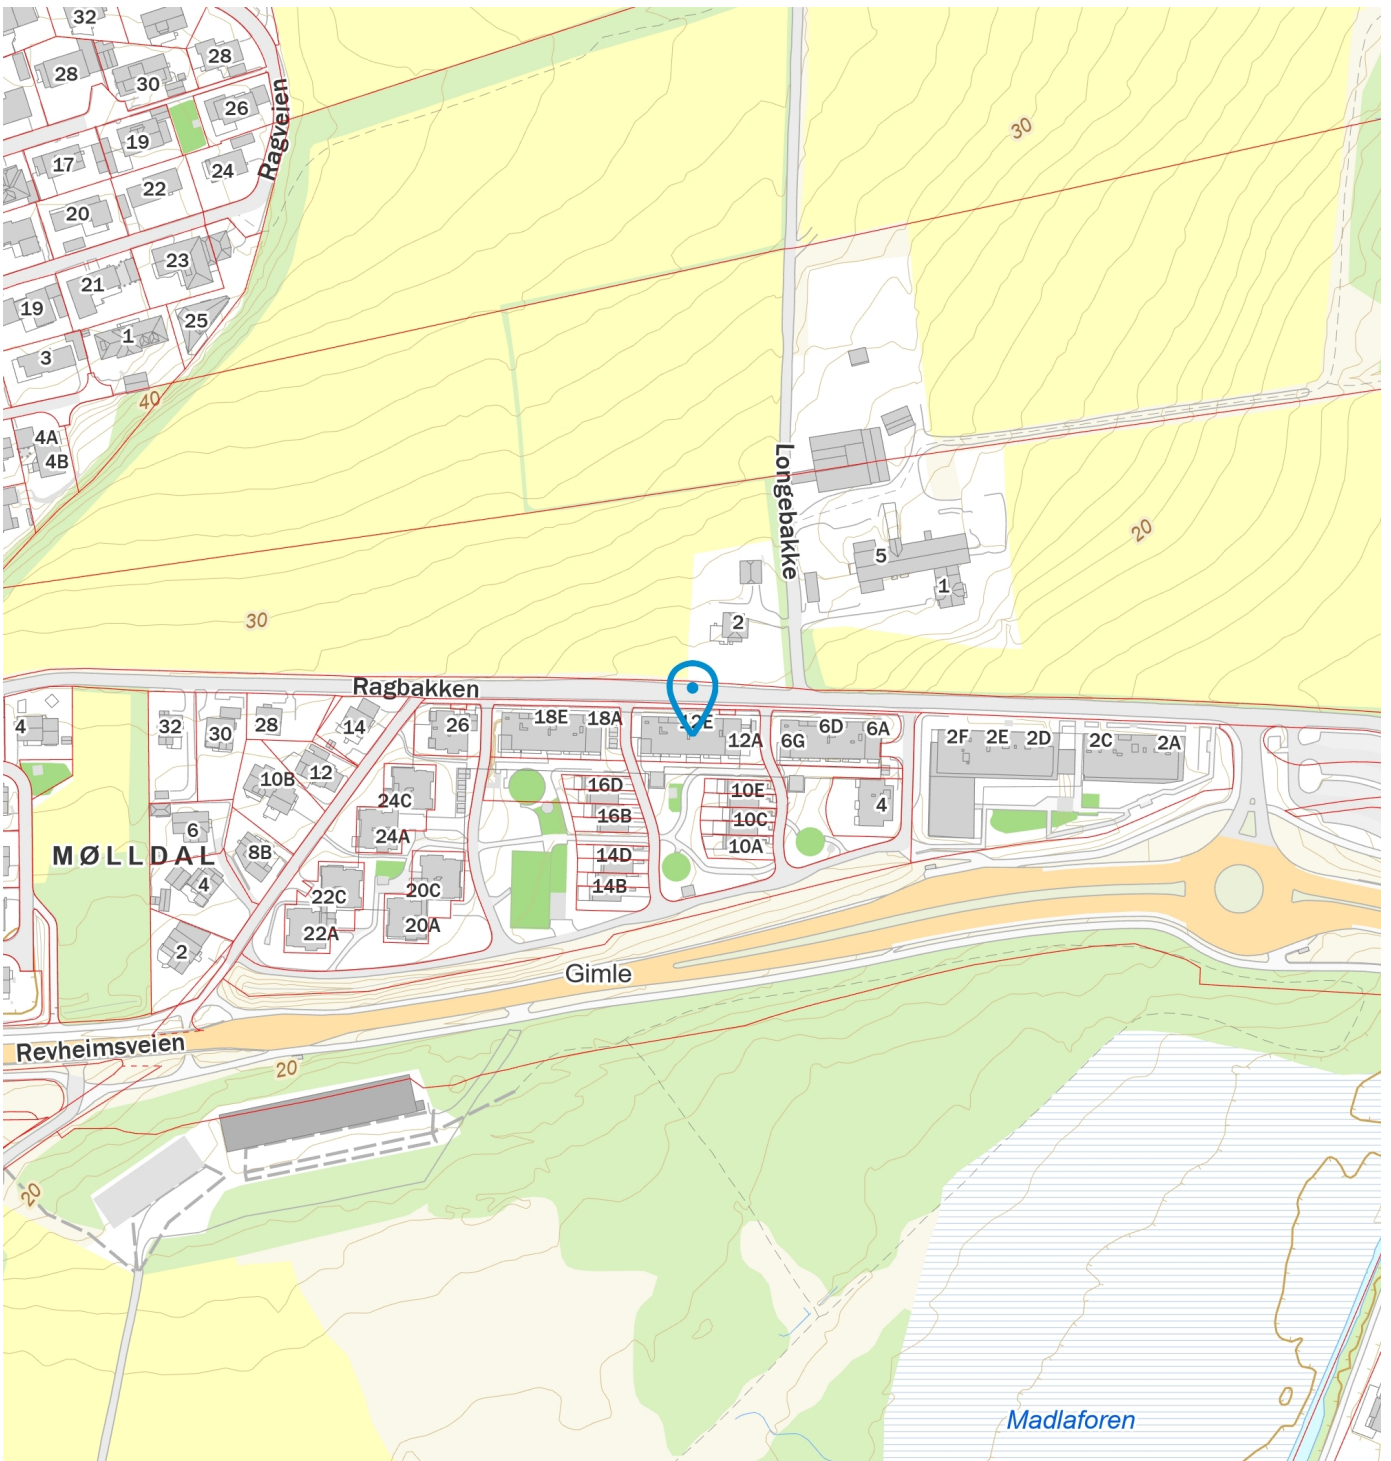 32
28
28
30
26
30
Ragveien
19
17
24
22
20
23
21
19
25
1
3
40
4A
4B
Longebakke
20
5
1
30
2
Ragbakken
26
18E
18A
12E
12A
6D
6A
6G
14
28
32
30
4
2F
2E
2D
2C
2A
12
10B
24C
16D
10E
4
16B
10C
6
24A
8B
10A
MØLLDAL
14D
4
20C
14B
22C
20A
22A
2
Gimle
Revheimsveien
20
20
Madlaforen